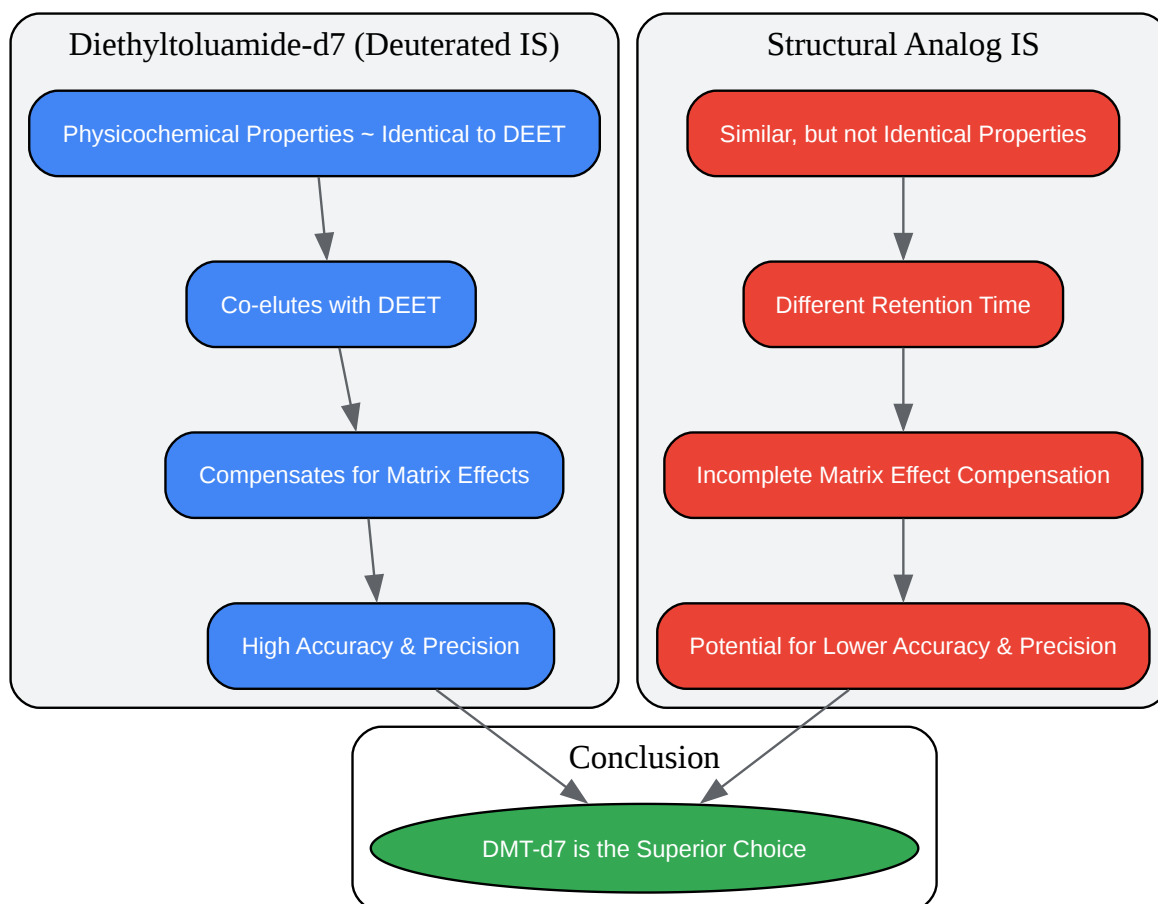 Diethyltoluamide-d7 (Deuterated IS)
Physicochemical Properties ~ Identical to DEET
Co-elutes with DEET
Compensates for Matrix Effects
High Accuracy & Precision
Structural Analog IS
Similar, but not Identical Properties
Different Retention Time
Incomplete Matrix Effect Compensation
Potential for Lower Accuracy & Precision
Conclusion
DMT-d7 is the Superior Choice